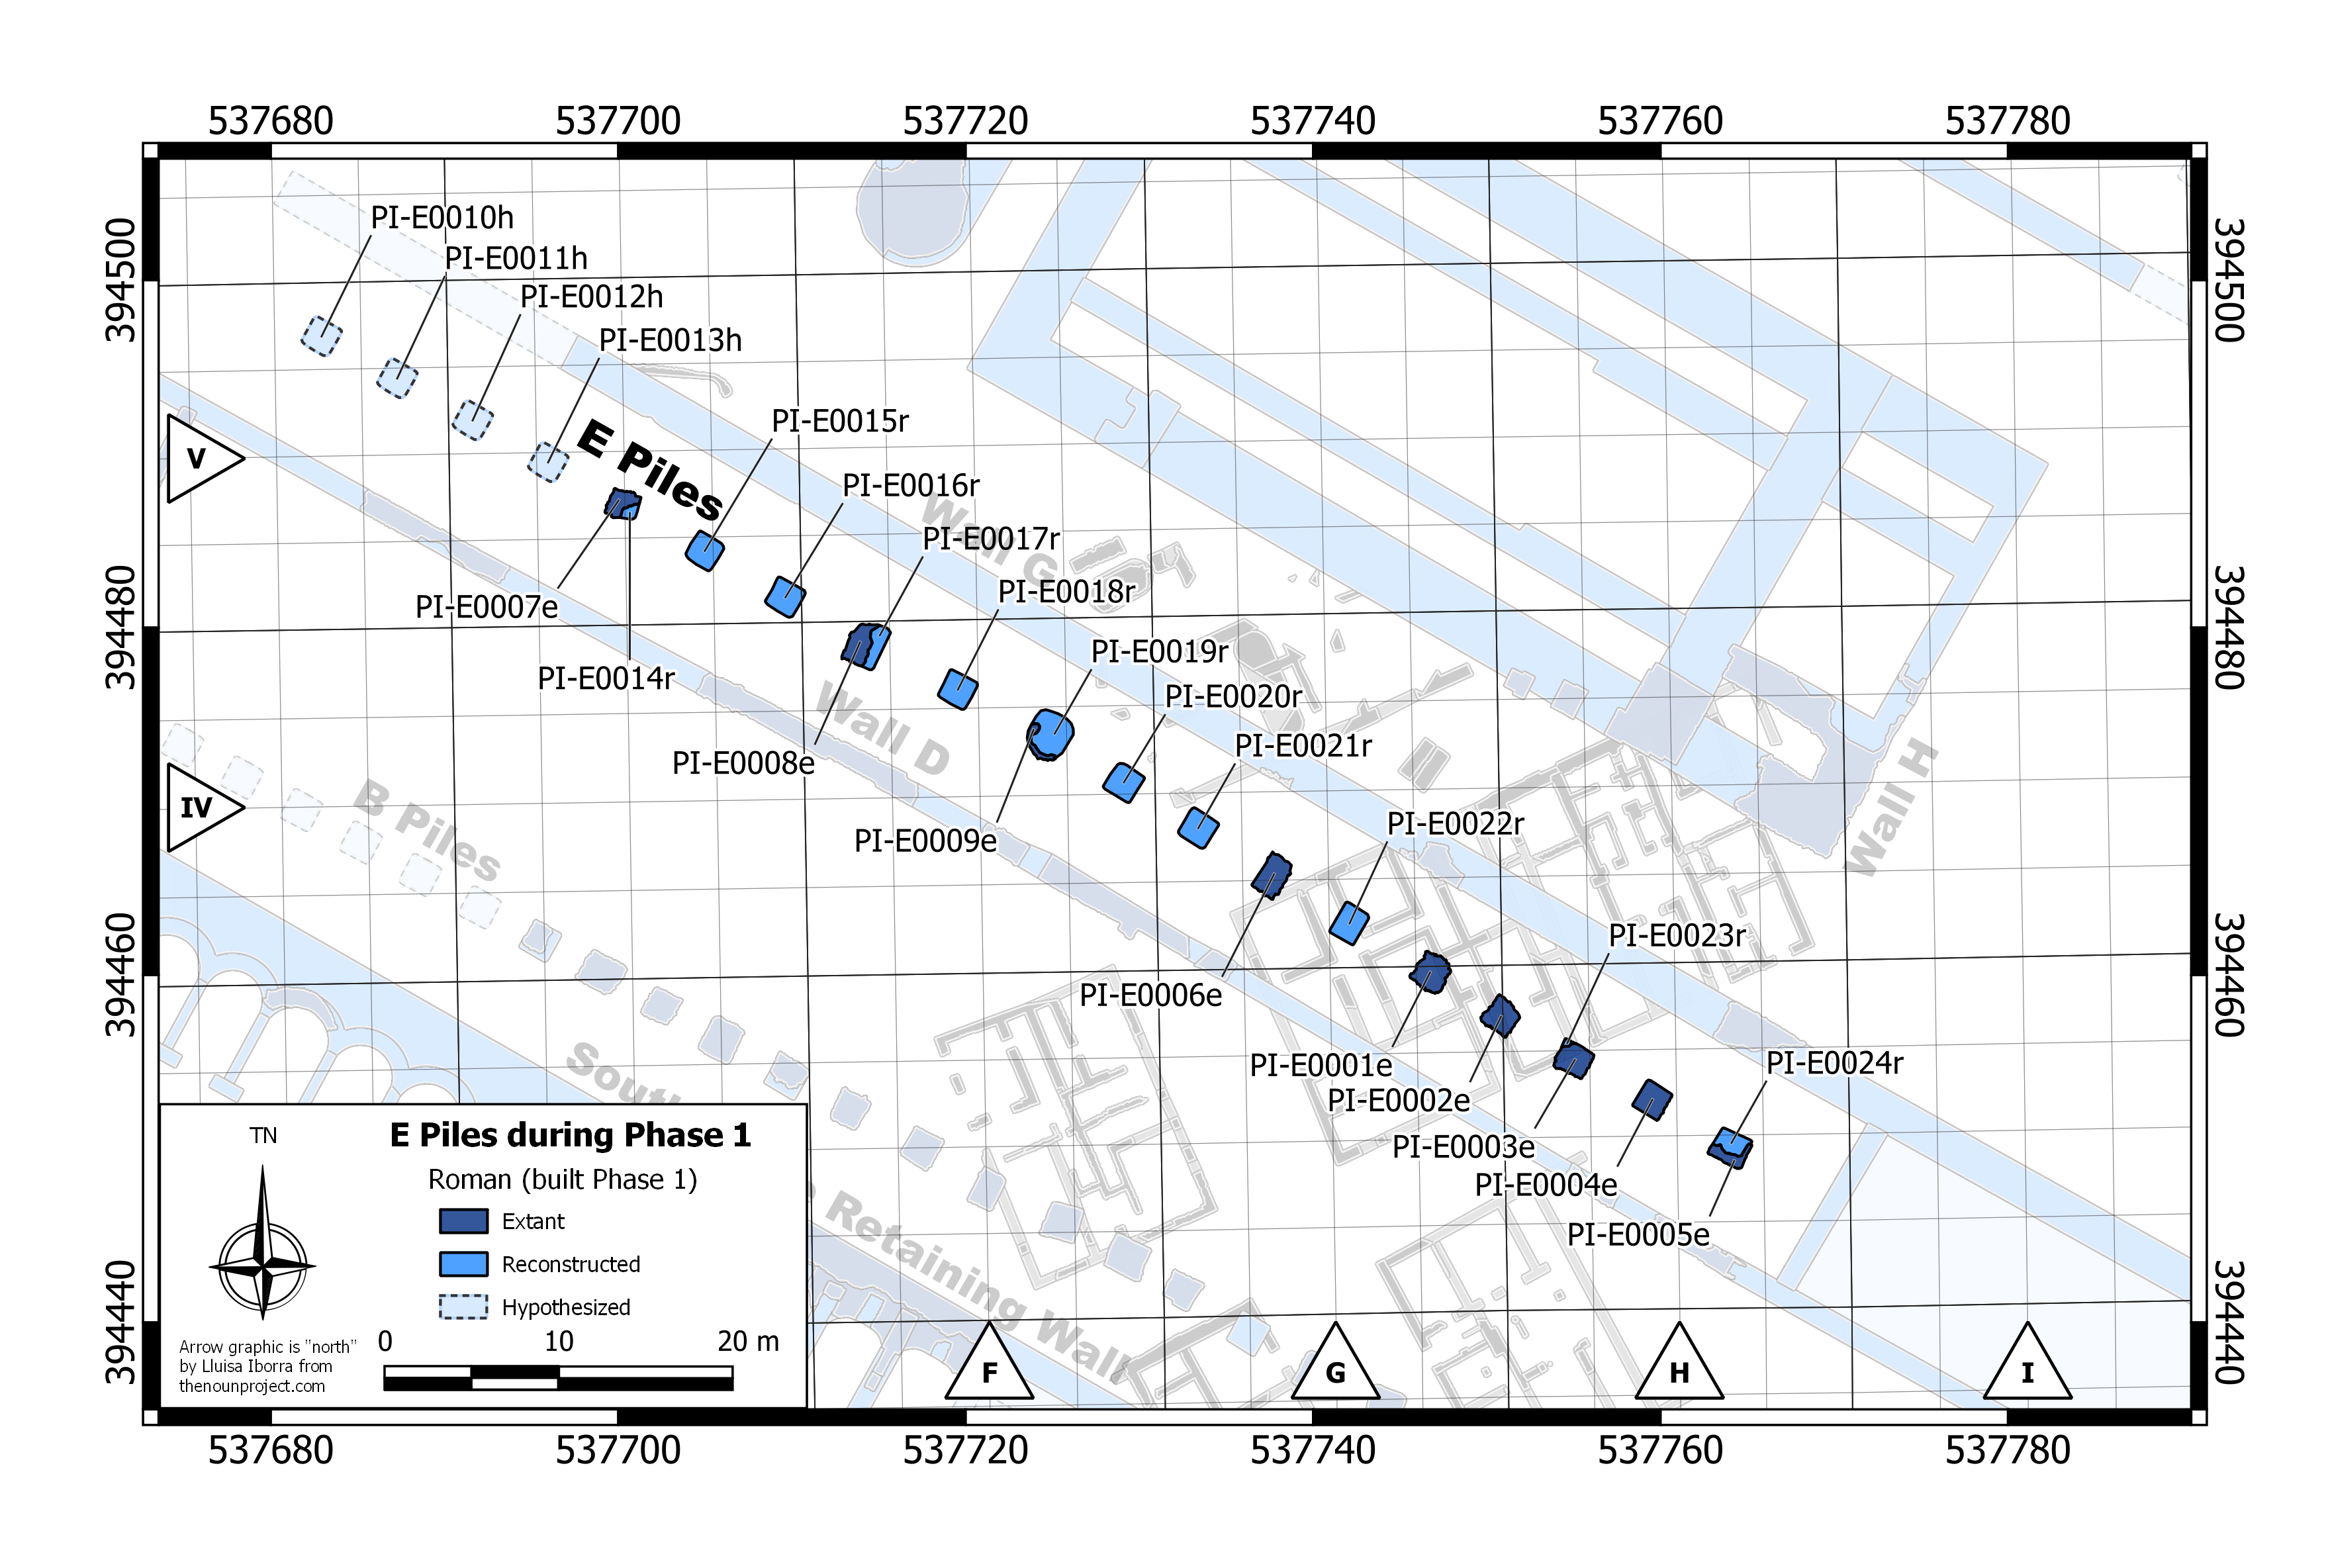 537680 537700 537720 537740 537760 537780
394500 394500
PI-E0010h
PI-E0011h
PI-E0012h
PI-E0013h
E Piles
PI-E0015r
V
PI-E0016r
Wall G
PI-E0017r
PI-E0018r
PI-E0007e
394480 394480
PI-E0014r
PI-E0019r
PI-E0020r
Wall D
PI-E0021r
PI-E0008e
IV
B Piles
Wall H
PI-E0022r
PI-E0009e
PI-E0023r
394460 394460
PI-E0006e
PI-E0001e
PI-E0024r
PI-E0002e
PI-E0003e
PI-E0004e
PI-E0005e
Retaining Wall
TN
E Piles during Phase 1
Roman (built Phase 1)
Extant
Reconstructed
Hypothesized
0 10 20 m
Arrow graphic is "north"
by Lluisa Iborra from
thenounproject.com
394440 394440
F G H I
537680 537700 537720 537740 537760 537780